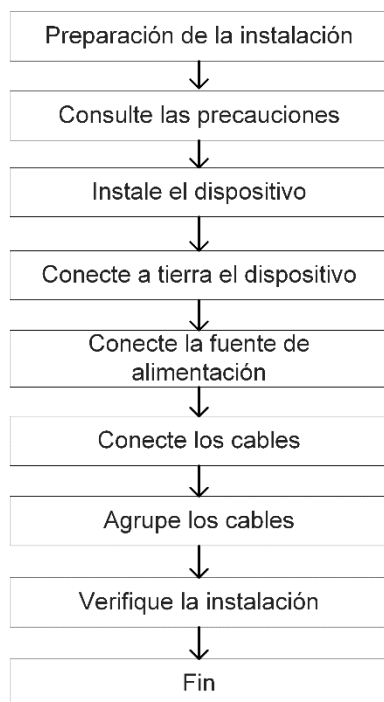 Preparación de la instalación
Consulte las precauciones
Instale el dispositivo
Conecte a tierra el dispositivo
Conecte la fuente de
alimentación
Conecte los cables
Agrupe los cables
Verifique la instalación
Fin